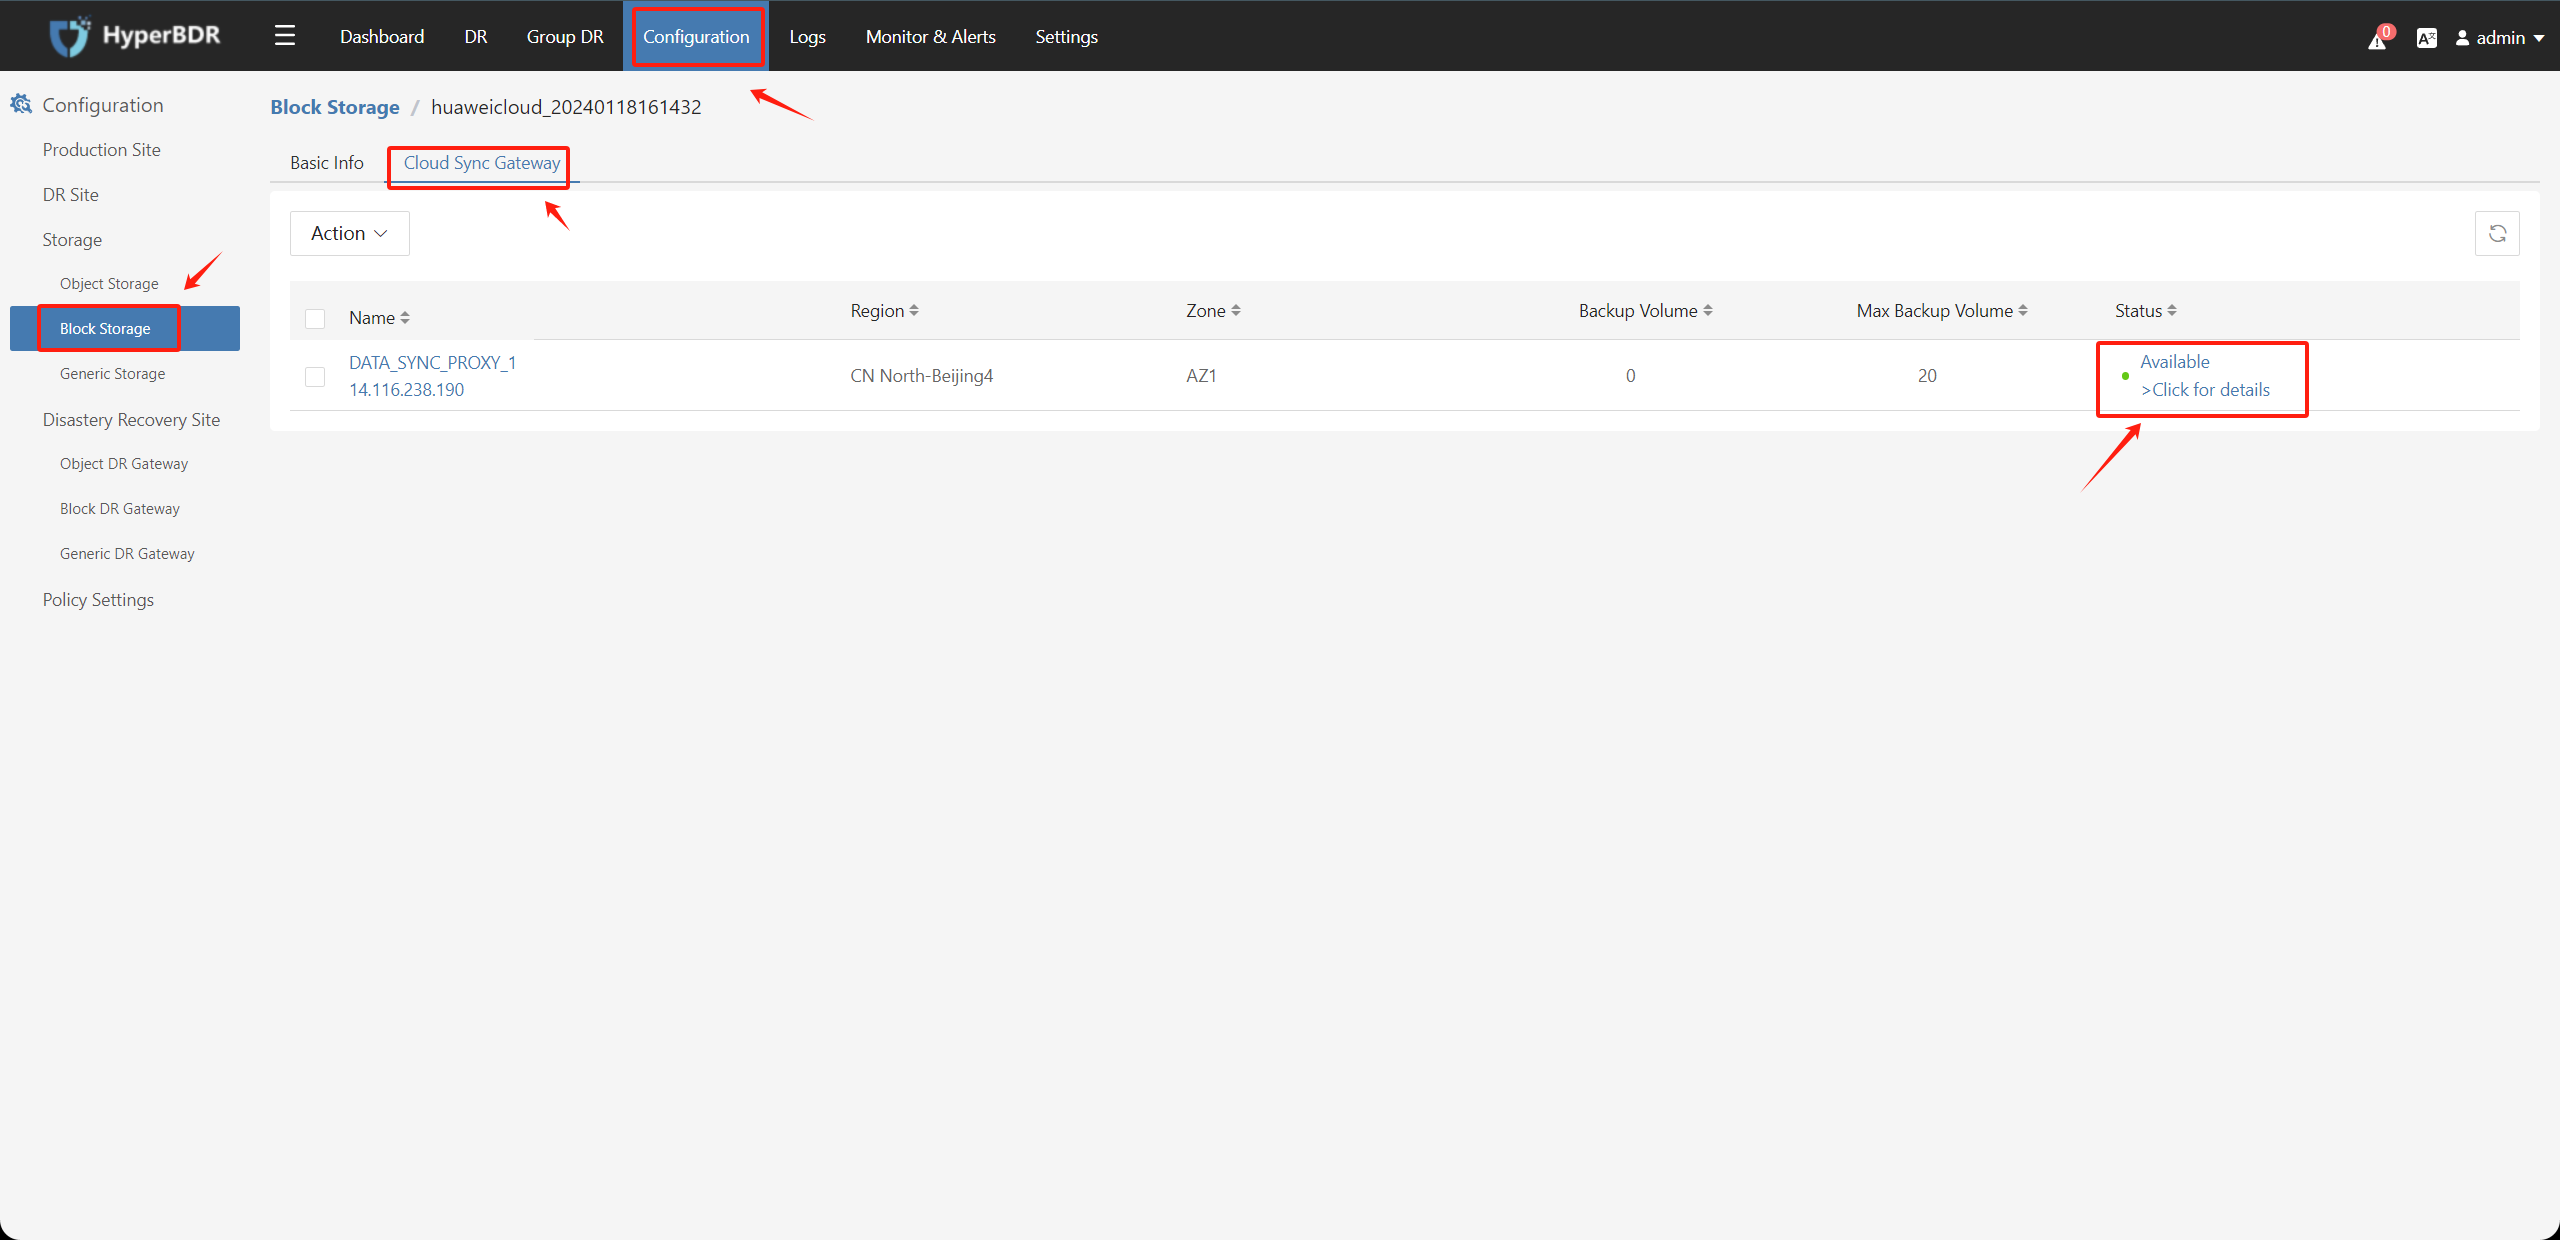 HyperBDR
Dashboard DR Group DR Configuration Logs Monitor & Alerts Settings
0 admin
Configuration
Production Site
DR Site
Storage
Object Storage
Block Storage
Generic Storage
Disastery Recovery Site
Object DR Gateway
Block DR Gateway
Generic DR Gateway
Policy Settings
Block Storage / huaweicloud_20240118161432
Basic Info Cloud Sync Gateway
Action
Name Region Zone Backup Volume Max Backup Volume Status
DATA_SYNC_PROXY_1
14.116.238.190
CN North-Beijing4 AZ1 0 20
Available
>Click for details